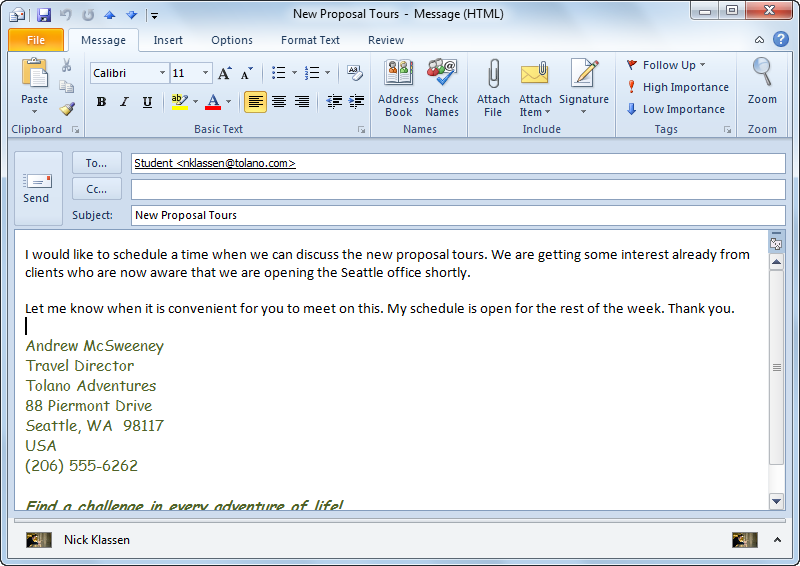 New Proposal Tours - Message (HTML)
File Message Insert Options Format Text Review
Paste
Clipboard
Calibri 11
B I U ab A
Basic Text
Address Book
Check Names
Names
Attach File
Attach Item
Signature
Include
Follow Up
High Importance
Low Importance
Tags
Zoom
Zoom
Send
To... Student <nklassen@tolano.com>
Cc...
Subject: New Proposal Tours
I would like to schedule a time when we can discuss the new proposal tours. We are getting some interest already from
clients who are now aware that we are opening the Seattle office shortly.
Let me know when it is convenient for you to meet on this. My schedule is open for the rest of the week. Thank you.
Andrew McSweeney
Travel Director
Tolano Adventures
88 Piermont Drive
Seattle, WA  98117
USA
(206) 555-6262
Find a challenge in every adventure of life!
Nick Klassen